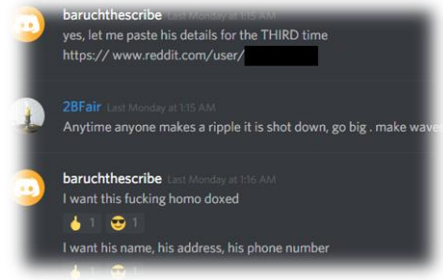 baruchthescribe Last Monday at 1:15 AM
yes, let me paste his details for the THIRD time
https:// www.reddit.com/user/
2BFair Last Monday at 1:15 AM
Anytime anyone makes a ripple it is shot down, go big . make wave
baruchthescribe Last Monday at 1:16 AM
I want this fucking homo doxed
1 1
I want his name, his address, his phone number
1 1